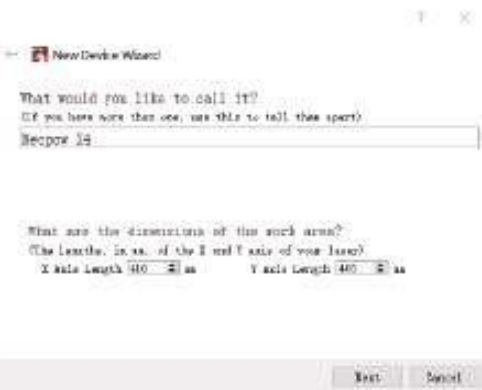 ? ×
← New Device Wizard
What would you like to call it?
(If you have more than one, use this to tell them apart)
Necpow
What are the dimensions of the work area?
(The Lengths, in mm, of the X and Y axis of your laser)
X Axis Length 410 mm Y Axis Length mm
Next Cancel